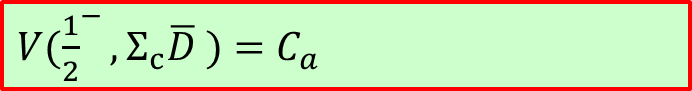 V(1/2⁻, Σ_c D̄ ) = C_a